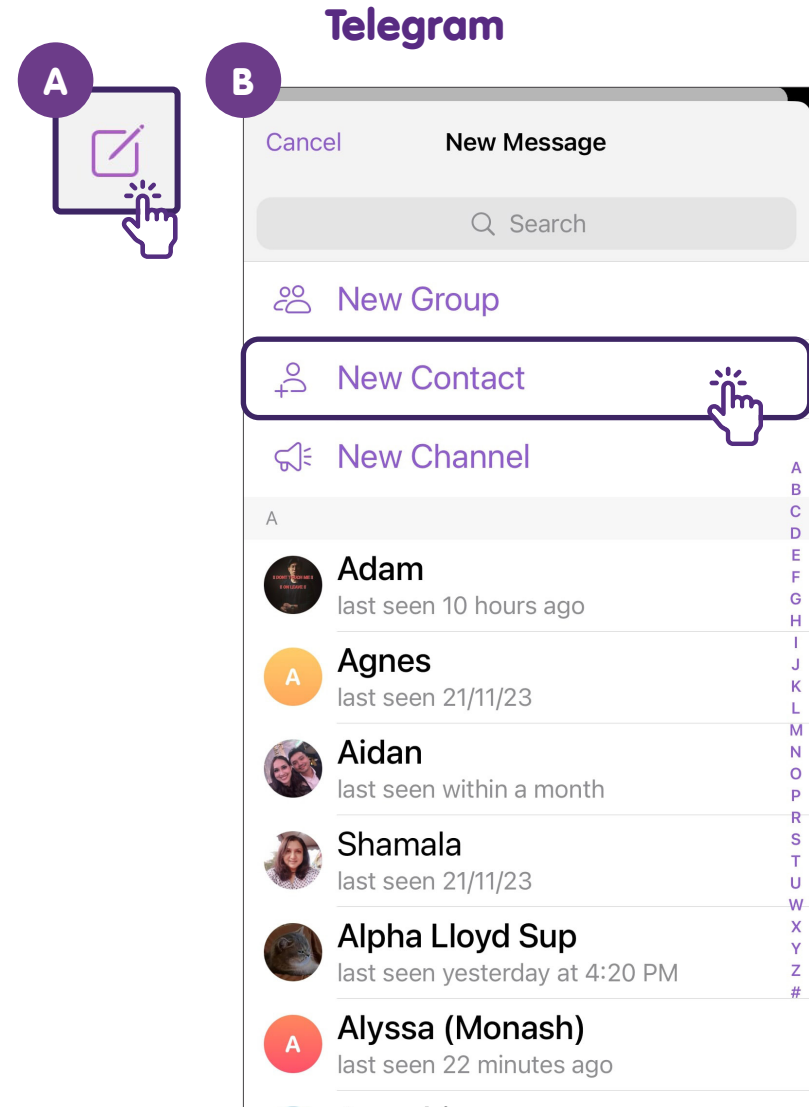 Telegram
A
B
Cancel
New Message
Search
New Group
New Contact
New Channel
A
Adam
last seen 10 hours ago
A
Agnes
last seen 21/11/23
Aidan
last seen within a month
Shamala
last seen 21/11/23
Alpha Lloyd Sup
last seen yesterday at 4:20 PM
A
Alyssa (Monash)
last seen 22 minutes ago
A
B
C
D
E
F
G
H
I
J
K
L
M
N
O
P
R
S
T
U
W
X
Y
Z
#